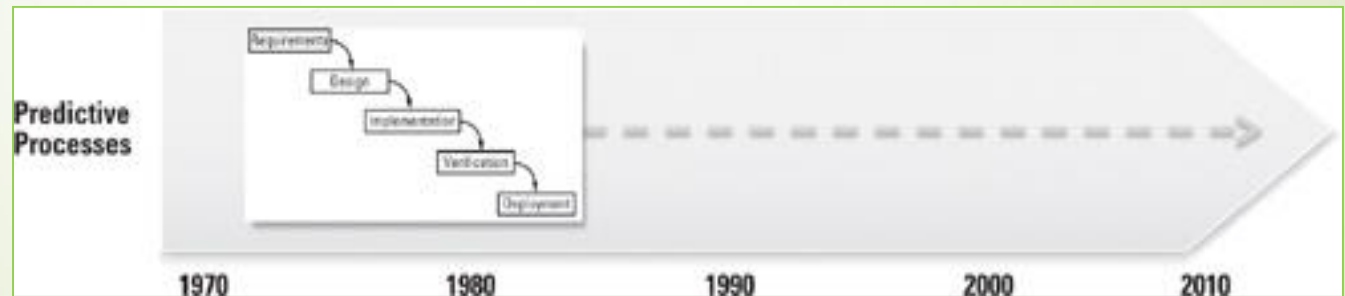 Requirements
Design
Implementation
Verification
Deployment
Predictive
Processes
1970 1980 1990 2000 2010